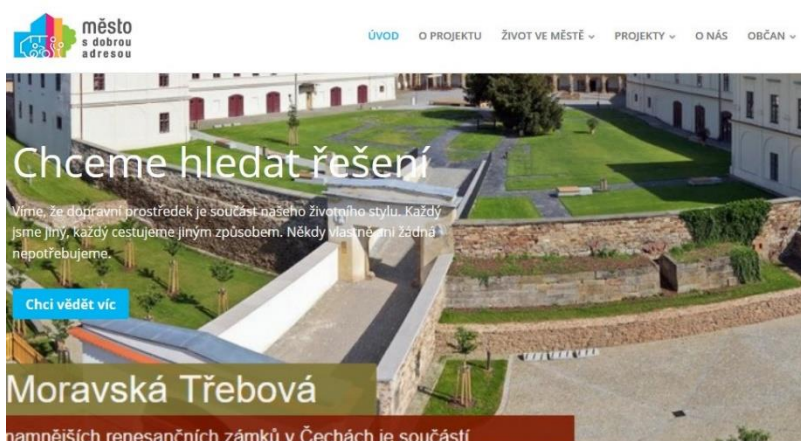 město
s dobrou
adresou
ÚVOD O PROJEKTU ŽIVOT VE MĚSTĚ PROJEKTY O NÁS OBČAN
Chceme hledat řešení
Víme, že dopravní prostředek je součást našeho životního stylu. Každý
jsme jiný, každý cestujeme jiným způsobem. Někdy vlastně ani žádná
nepotřebujeme.
Chci vědět víc
Moravská Třebová
namnějších renesančních zámků v Čechách je součástí